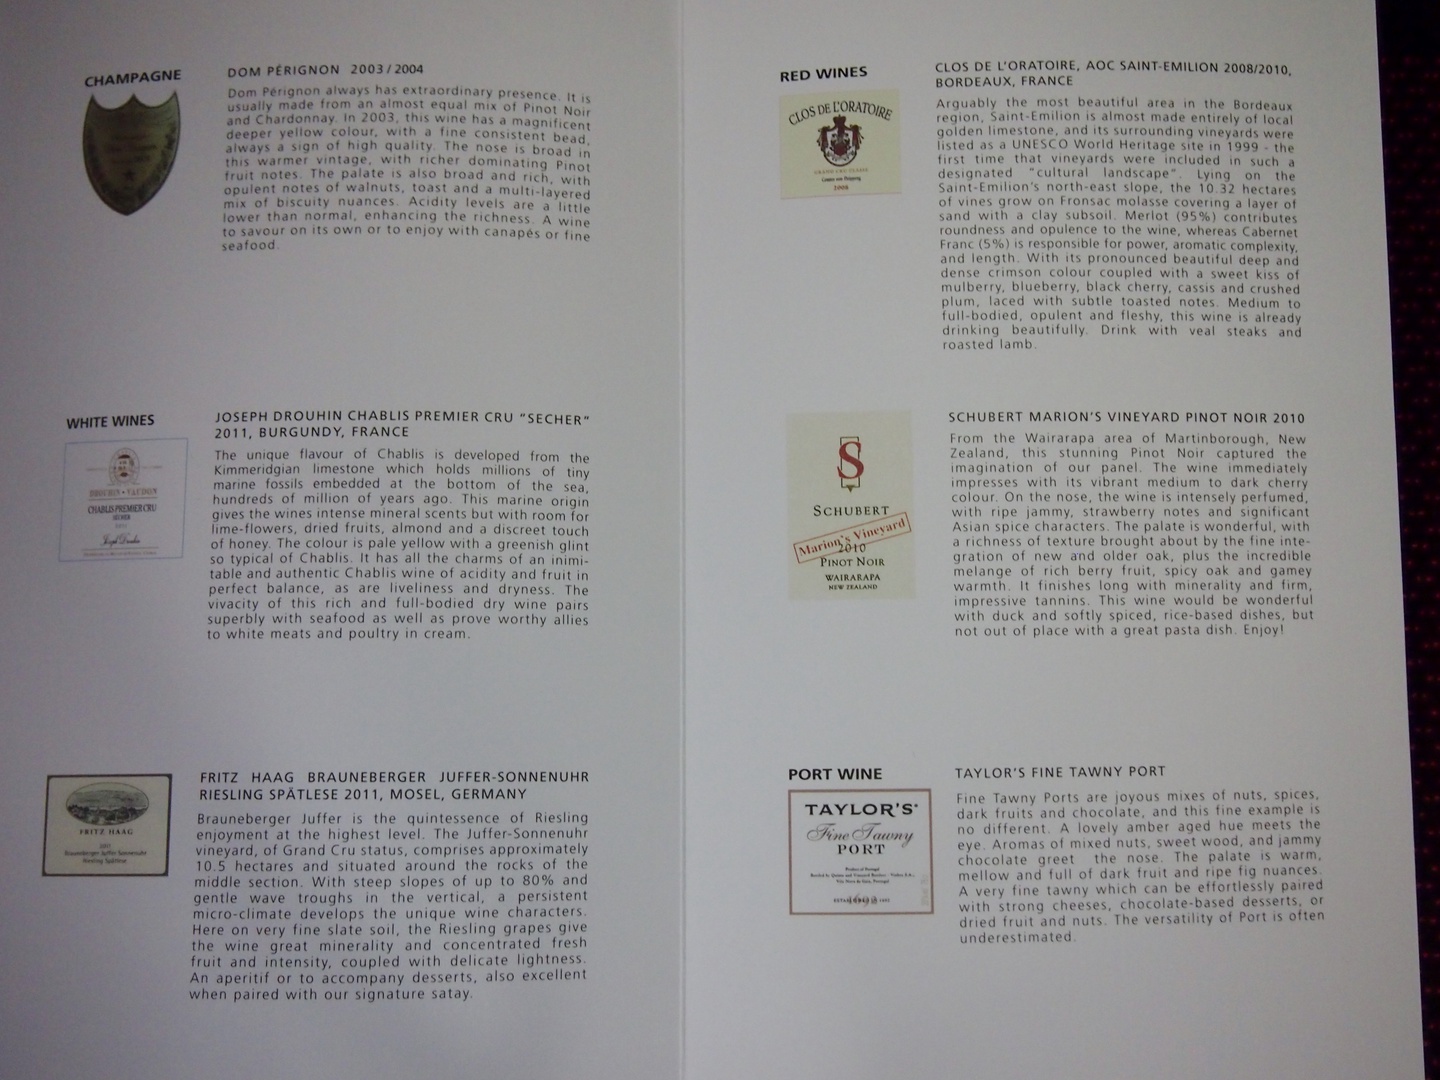 CHAMPAGNE
DOM PÉRIGNON 2003/2004
Dom Pérignon always has extraordinary presence. It is
usually made from an almost equal mix of Pinot Noir
and Chardonnay. In 2003, this wine has a magnificent
deeper yellow colour, with a fine consistent bead,
always a sign of high quality. The nose is broad in
this warmer vintage, with richer dominating Pinot
fruit notes. The palate is also broad and rich, with
opulent notes of walnuts, toast and a multi-layered
mix of biscuity nuances. Acidity levels are a little
lower than normal, enhancing the richness. A wine
to savour on its own or to enjoy with canapés or fine
seafood.
WHITE WINES
DROUHIN • VAUDON
CHABLIS PREMIER CRU
SECHER
2011
Joseph Drouhin
JOSEPH DROUHIN CHABLIS PREMIER CRU "SECHER"
2011, BURGUNDY, FRANCE
The unique flavour of Chablis is developed from the
Kimmeridgian limestone which holds millions of tiny
marine fossils embedded at the bottom of the sea,
hundreds of million of years ago. This marine origin
gives the wines intense mineral scents but with room for
lime-flowers, dried fruits, almond and a discreet touch
of honey. The colour is pale yellow with a greenish glint
so typical of Chablis. It has all the charms of an inimi-
table and authentic Chablis wine of acidity and fruit in
perfect balance, as are liveliness and dryness. The
vivacity of this rich and full-bodied dry wine pairs
superbly with seafood as well as prove worthy allies
to white meats and poultry in cream.
FRITZ HAAG
2011
Brauneberger Juffer-Sonnenuhr
Riesling Spätlese
FRITZ HAAG BRAUNEBERGER JUFFER-SONNENUHR
RIESLING SPÄTLESE 2011, MOSEL, GERMANY
Brauneberger Juffer is the quintessence of Riesling
enjoyment at the highest level. The Juffer-Sonnenuhr
vineyard, of Grand Cru status, comprises approximately
10.5 hectares and situated around the rocks of the
middle section. With steep slopes of up to 80% and
gentle wave troughs in the vertical, a persistent
micro-climate develops the unique wine characters.
Here on very fine slate soil, the Riesling grapes give
the wine great minerality and concentrated fresh
fruit and intensity, coupled with delicate lightness.
An aperitif or to accompany desserts, also excellent
when paired with our signature satay.
RED WINES
CLOS DE L'ORATOIRE
GRAND CRU CLASSÉ
2008
CLOS DE L'ORATOIRE, AOC SAINT-EMILION 2008/2010,
BORDEAUX, FRANCE
Arguably the most beautiful area in the Bordeaux
region, Saint-Emilion is almost made entirely of local
golden limestone, and its surrounding vineyards were
listed as a UNESCO World Heritage site in 1999 - the
first time that vineyards were included in such a
designated "cultural landscape". Lying on the
Saint-Emilion's north-east slope, the 10.32 hectares
of vines grow on Fronsac molasse covering a layer of
sand with a clay subsoil. Merlot (95%) contributes
roundness and opulence to the wine, whereas Cabernet
Franc (5%) is responsible for power, aromatic complexity,
and length. With its pronounced beautiful deep and
dense crimson colour coupled with a sweet kiss of
mulberry, blueberry, black cherry, cassis and crushed
plum, laced with subtle toasted notes. Medium to
full-bodied, opulent and fleshy, this wine is already
drinking beautifully. Drink with veal steaks and
roasted lamb.
S
SCHUBERT
Marion's Vineyard
2010
PINOT NOIR
WAIRARAPA
NEW ZEALAND
SCHUBERT MARION'S VINEYARD PINOT NOIR 2010
From the Wairarapa area of Martinborough, New
Zealand, this stunning Pinot Noir captured the
imagination of our panel. The wine immediately
impresses with its vibrant medium to dark cherry
colour. On the nose, the wine is intensely perfumed,
with ripe jammy, strawberry notes and significant
Asian spice characters. The palate is wonderful, with
a richness of texture brought about by the fine inte-
gration of new and older oak, plus the incredible
melange of rich berry fruit, spicy oak and gamey
warmth. It finishes long with minerality and firm,
impressive tannins. This wine would be wonderful
with duck and softly spiced, rice-based dishes, but
not out of place with a great pasta dish. Enjoy!
PORT WINE
TAYLOR'S
Fine Tawny
PORT
Produce of Portugal
TAYLOR'S FINE TAWNY PORT
Fine Tawny Ports are joyous mixes of nuts, spices,
dark fruits and chocolate, and this fine example is
no different. A lovely amber aged hue meets the
eye. Aromas of mixed nuts, sweet wood, and jammy
chocolate greet the nose. The palate is warm,
mellow and full of dark fruit and ripe fig nuances.
A very fine tawny which can be effortlessly paired
with strong cheeses, chocolate-based desserts, or
dried fruit and nuts. The versatility of Port is often
underestimated.